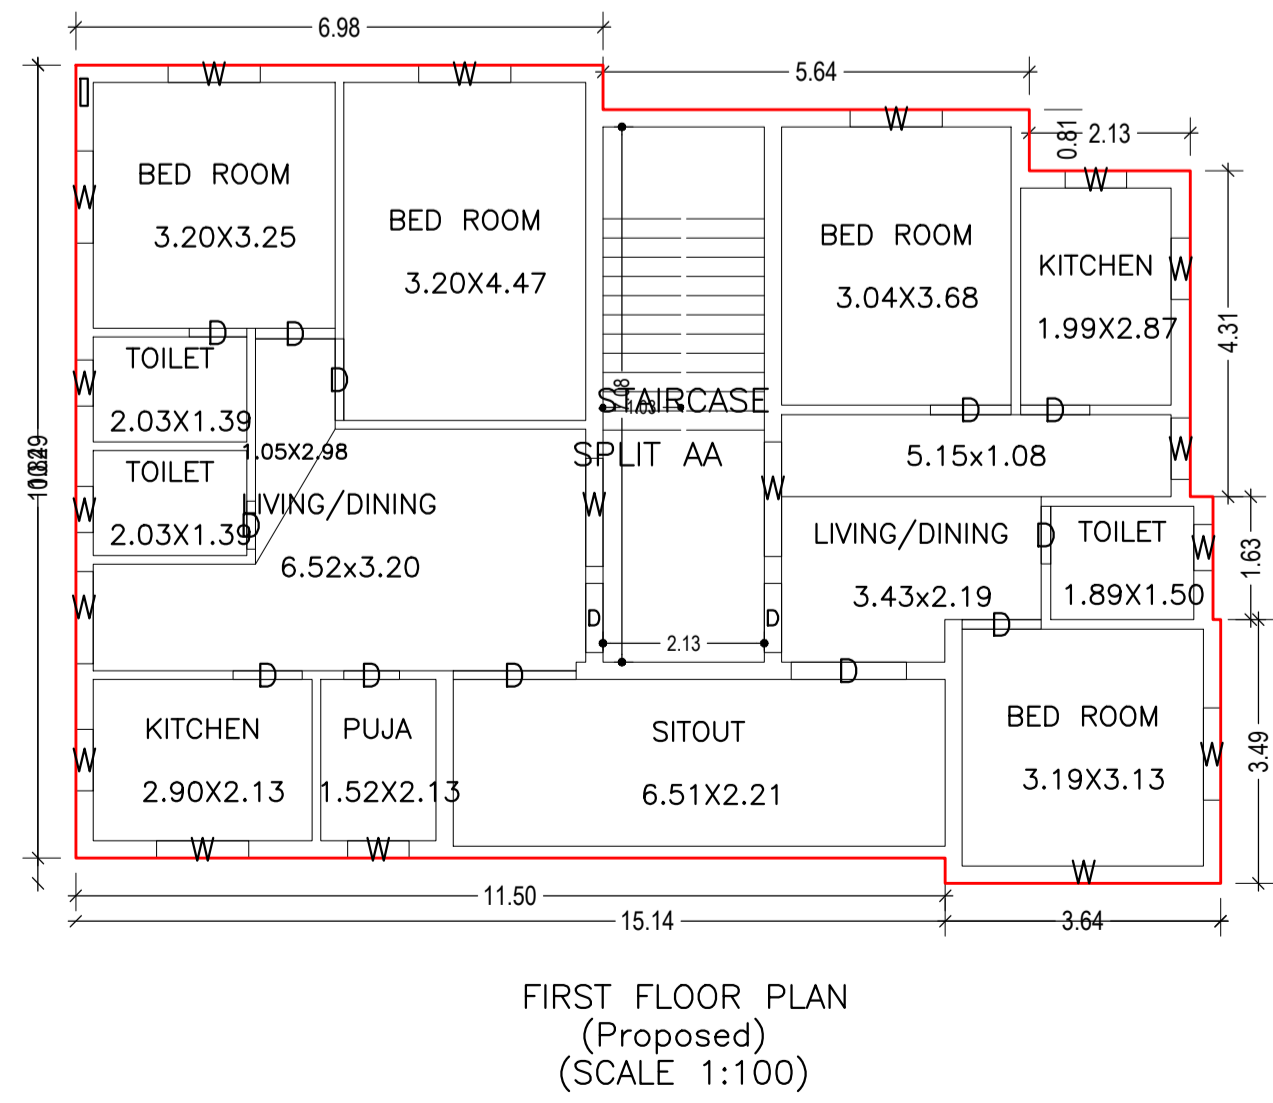 6.98
5.64
0.81
2.13
W
W
W
W
BED ROOM
3.20X3.25
W
BED ROOM
3.20X4.47
BED ROOM
3.04X3.68
KITCHEN
1.99X2.87
W
4.31
D
D
D
TOILET
2.03X1.39
W
STAIRCASE
1.03
SPLIT AA
D
D
5.15x1.08
W
1.05X2.98
TOILET
2.03X1.39
W
D
LIVING/DINING
6.52x3.20
W
W
LIVING/DINING
3.43x2.19
D
TOILET
1.89X1.50
W
1.63
W
D
D
D
2.13
D
D
D
D
KITCHEN
2.90X2.13
W
PUJA
1.52X2.13
SITOUT
6.51X2.21
BED ROOM
3.19X3.13
W
3.49
W
W
W
11.50
15.14
3.64
FIRST FLOOR PLAN
(Proposed)
(SCALE 1:100)